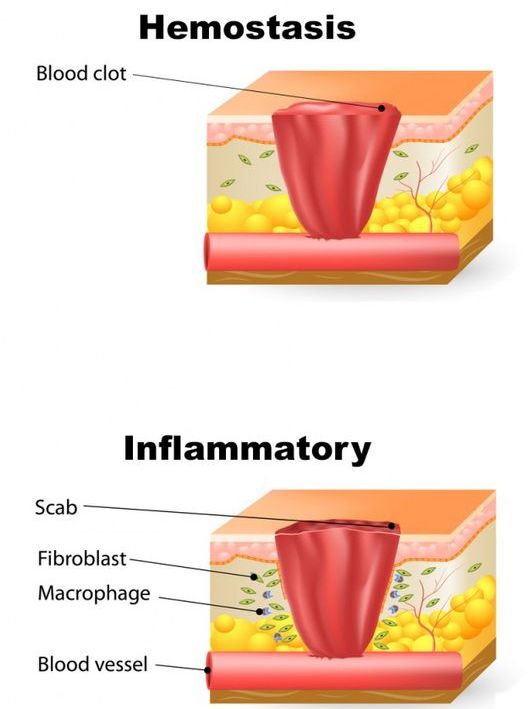 Hemostasis
Blood clot
Inflammatory
Scab
Fibroblast
Macrophage
Blood vessel